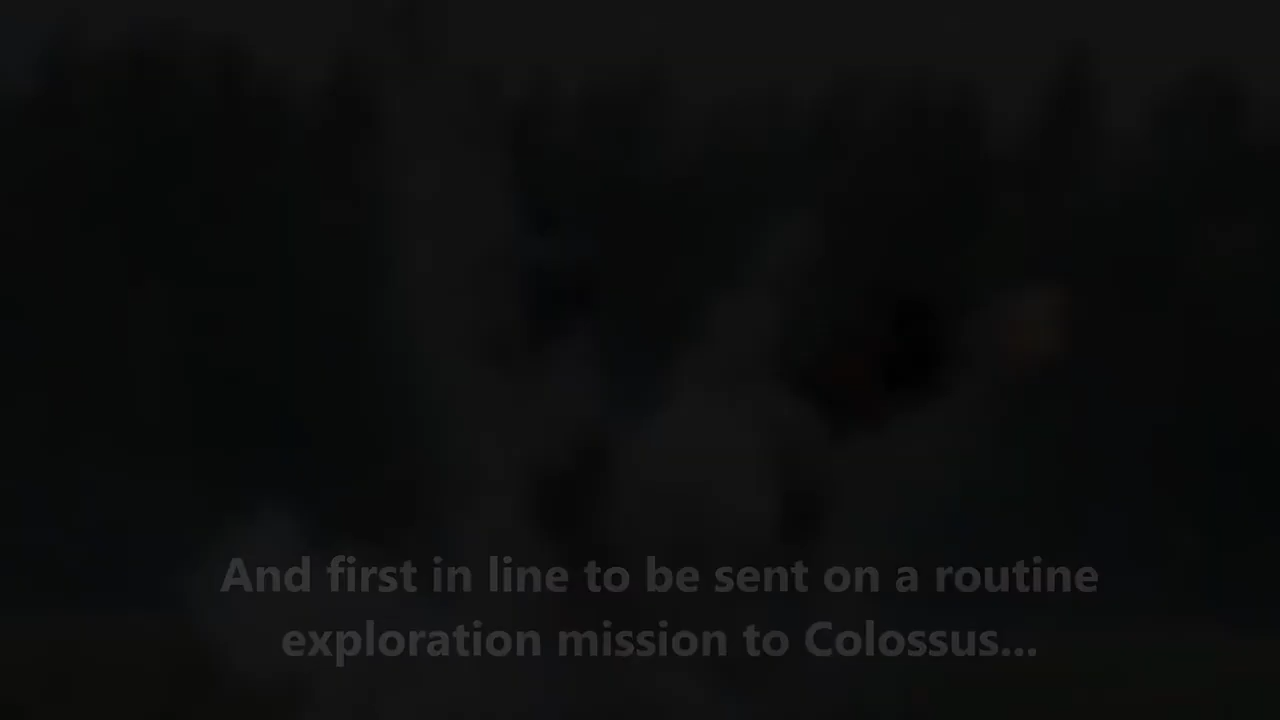 And first in line to be sent on a routine
exploration mission to Colossus...